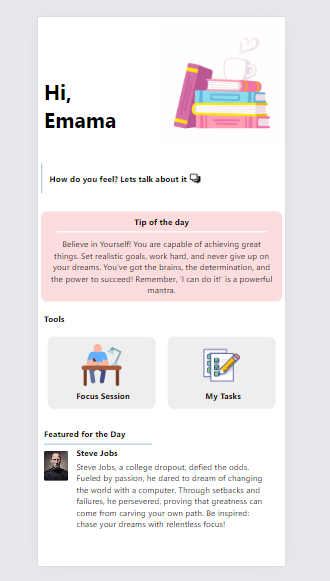 Hi,
Emama
How do you feel? Lets talk about it
Tip of the day
Believe in Yourself! You are capable of achieving great
things. Set realistic goals, work hard, and never give up on
your dreams. You've got the brains, the determination, and
the power to succeed! Remember, 'I can do it!' is a powerful
mantra.
Tools
Focus Session
My Tasks
Featured for the Day
Steve Jobs
Steve Jobs, a college dropout, defied the odds.
Fueled by passion, he dared to dream of changing
the world with a computer. Through setbacks and
failures, he persevered, proving that greatness can
come from carving your own path. Be inspired:
chase your dreams with relentless focus!